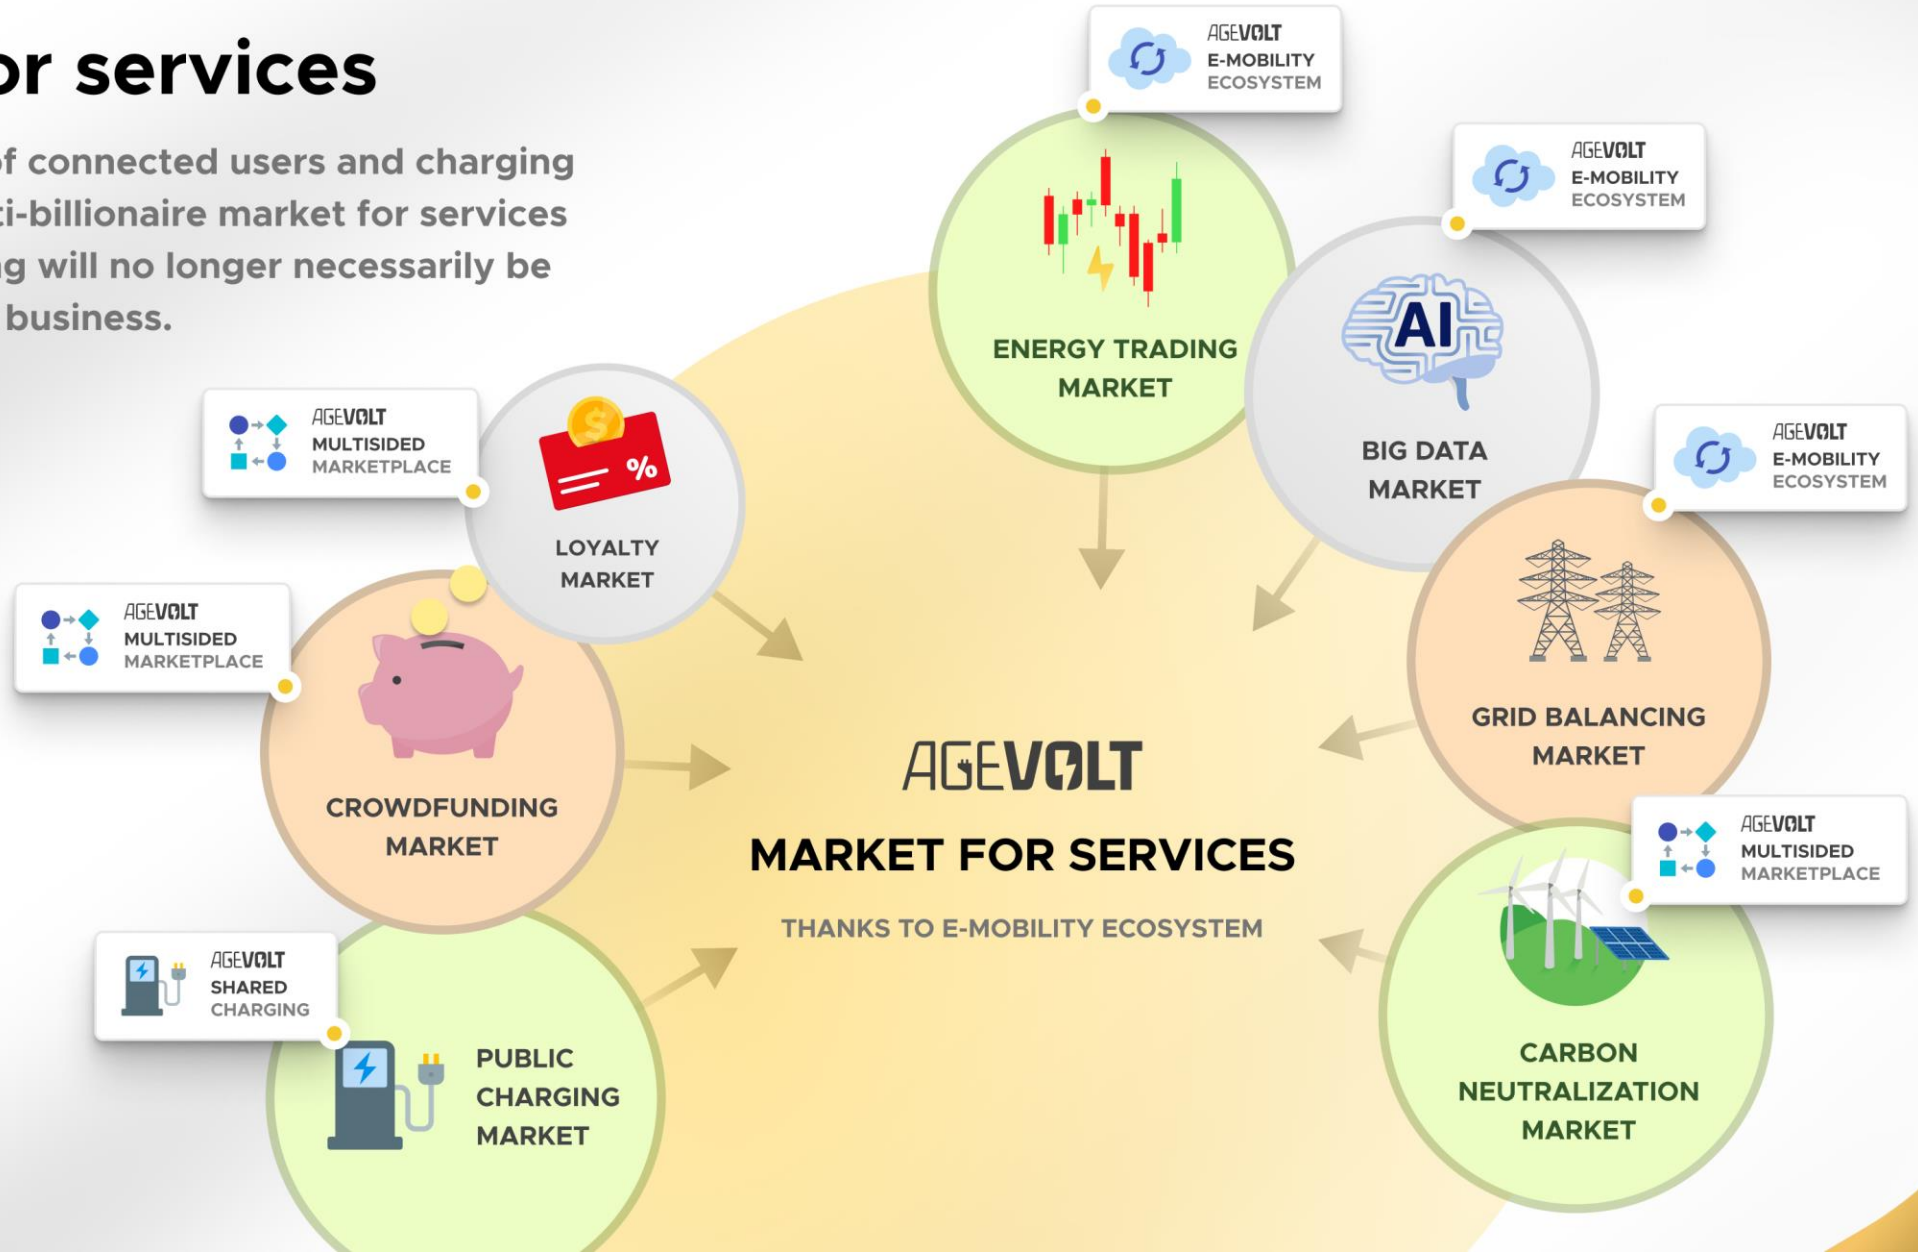 or services
of connected users and charging
ti-billionaire market for services
ng will no longer necessarily be
business.
AGEVOLT
E-MOBILITY
ECOSYSTEM
ENERGY TRADING
MARKET
AGEVOLT
E-MOBILITY
ECOSYSTEM
AI
BIG DATA
MARKET
AGEVOLT
E-MOBILITY
ECOSYSTEM
GRID BALANCING
MARKET
AGEVOLT
MULTISIDED
MARKETPLACE
CARBON
NEUTRALIZATION
MARKET
AGEVOLT
MULTISIDED
MARKETPLACE
$
%
LOYALTY
MARKET
AGEVOLT
MULTISIDED
MARKETPLACE
CROWDFUNDING
MARKET
AGEVOLT
SHARED
CHARGING
PUBLIC
CHARGING
MARKET
AGEVOLT
MARKET FOR SERVICES
THANKS TO E-MOBILITY ECOSYSTEM